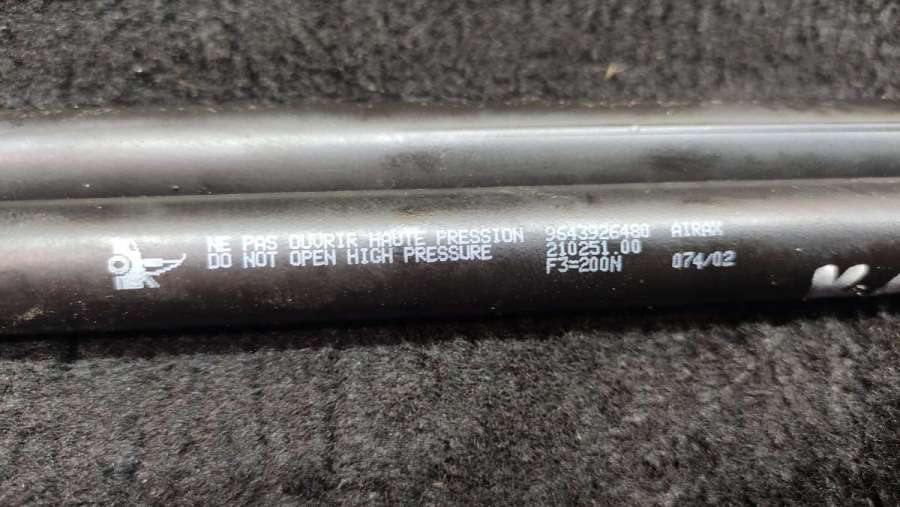 NE PAS OUVRIR HAUTE PRESSION
DO NOT OPEN HIGH PRESSURE
9643926480 AIRAX
210251 00
F3=200N 074/02